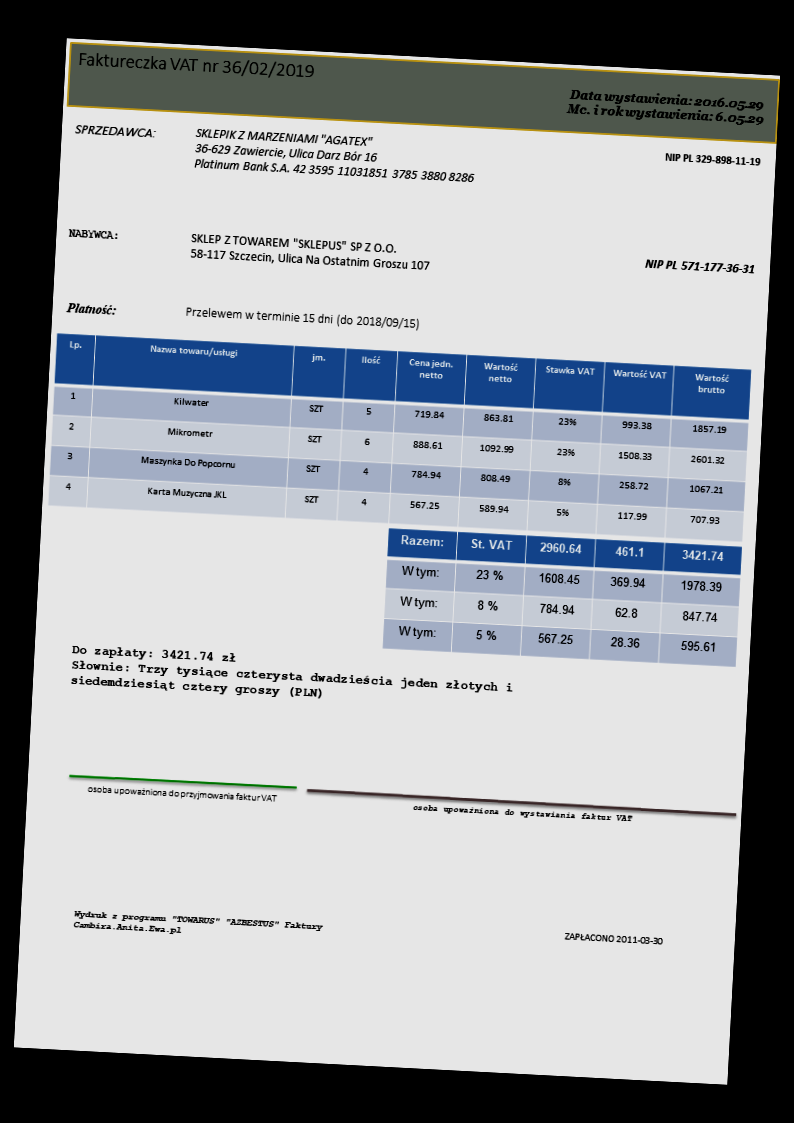 Faktureczka VAT nr 36/02/2019
Data wystawienia: 2016.05.29
Mc. i rok wystawienia: 6.05.29
SPRZEDAWCA: SKLEPIK Z MARZENIAMI "AGATEX" NIP PL 329-898-11-19
36-629 Zawiercie, Ulica Darz Bór 16
Platinum Bank S.A. 42 3595 11031851 3785 3880 8286
NABYWCA: SKLEP Z TOWAREM "SKLEPUS" SP Z O.O. NIP PL 571-177-36-31
58-117 Szczecin, Ulica Na Ostatnim Groszu 107
Płatność: Przelewem w terminie 15 dni (do 2018/09/15)
Lp. Nazwa towaru/usługi jm. Ilość Cena jedn. netto Wartość netto Stawka VAT Wartość VAT Wartość brutto
1 Kilwater SZT 5 719.84 863.81 23% 993.38 1857.19
2 Mikrometr SZT 6 888.61 1092.99 23% 1508.33 2601.32
3 Maszynka Do Popcornu SZT 4 784.94 808.49 8% 258.72 1067.21
4 Karta Muzyczna JKL SZT 4 567.25 589.94 5% 117.99 707.93
Razem: St. VAT 2960.64 461.1 3421.74
W tym: 23 % 1608.45 369.94 1978.39
W tym: 8 % 784.94 62.8 847.74
W tym: 5 % 567.25 28.36 595.61
Do zapłaty: 3421.74 zł
Słownie: Trzy tysiące czterysta dwadzieścia jeden złotych i
siedemdziesiąt cztery groszy (PLN)
osoba upoważniona do przyjmowania faktur VAT
osoba upoważniona do wystawiania faktur VAT
Wydruk z programu "TOWARUS" "AZBESTUS" Faktury
Cambira.Anita.Ewa.pl
ZAPŁACONO 2011-03-30